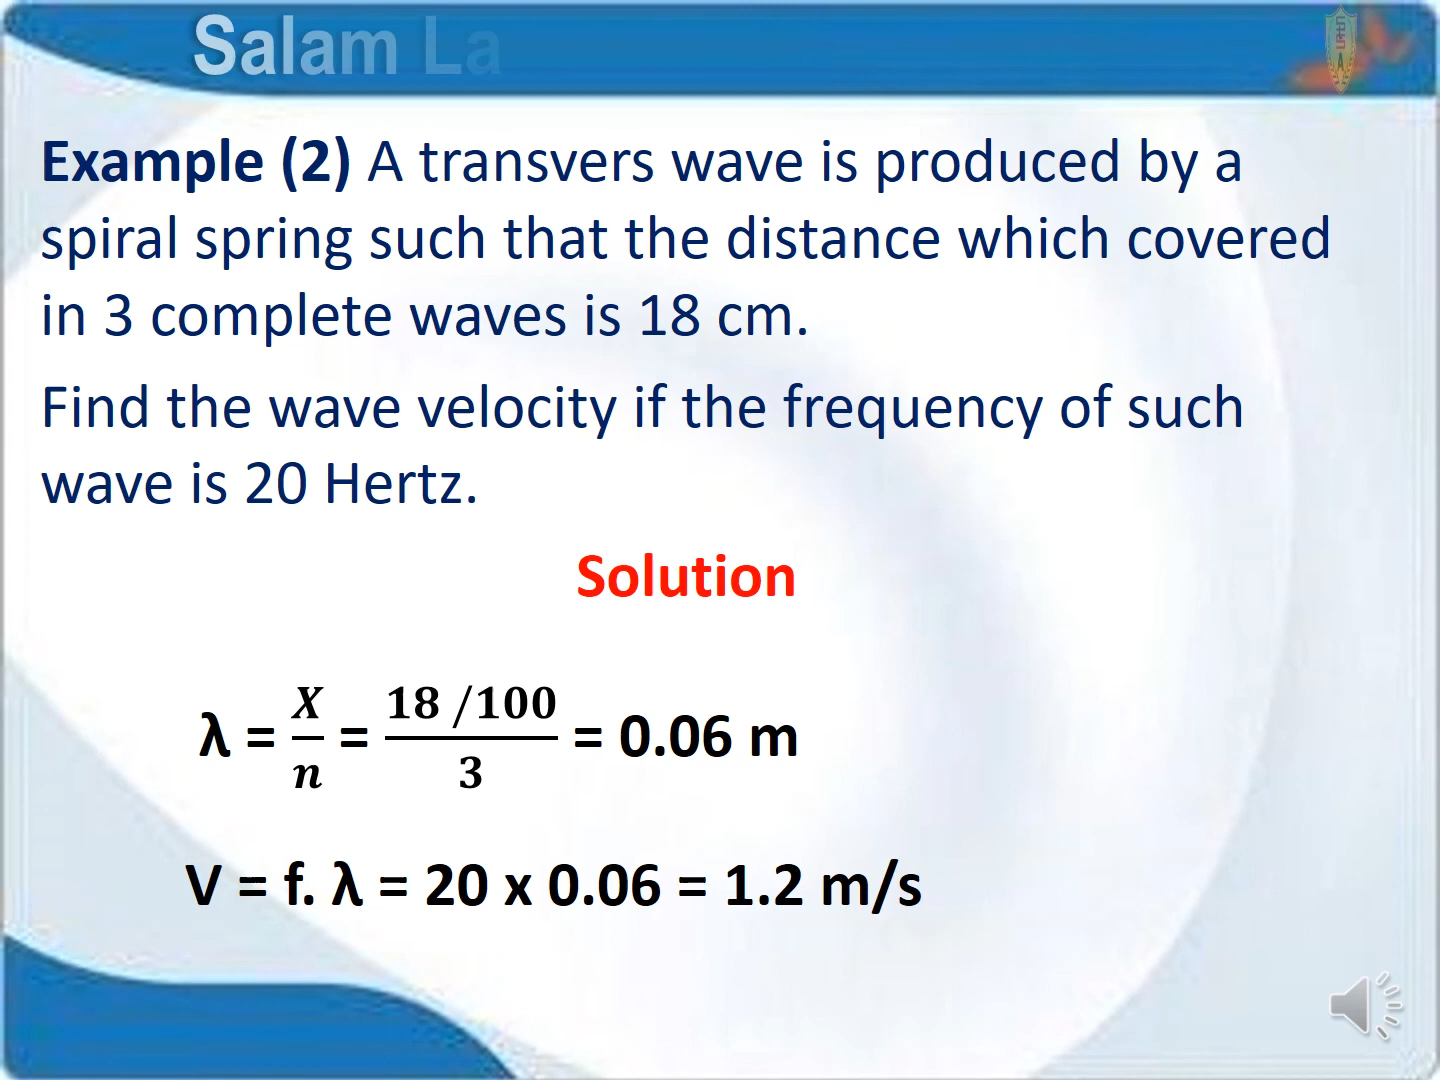 Salam La
Example (2) A transvers wave is produced by a
spiral spring such that the distance which covered
in 3 complete waves is 18 cm.
Find the wave velocity if the frequency of such
wave is 20 Hertz.
Solution
λ = X/n = (18 /100)/3 = 0.06 m
V = f. λ = 20 x 0.06 = 1.2 m/s